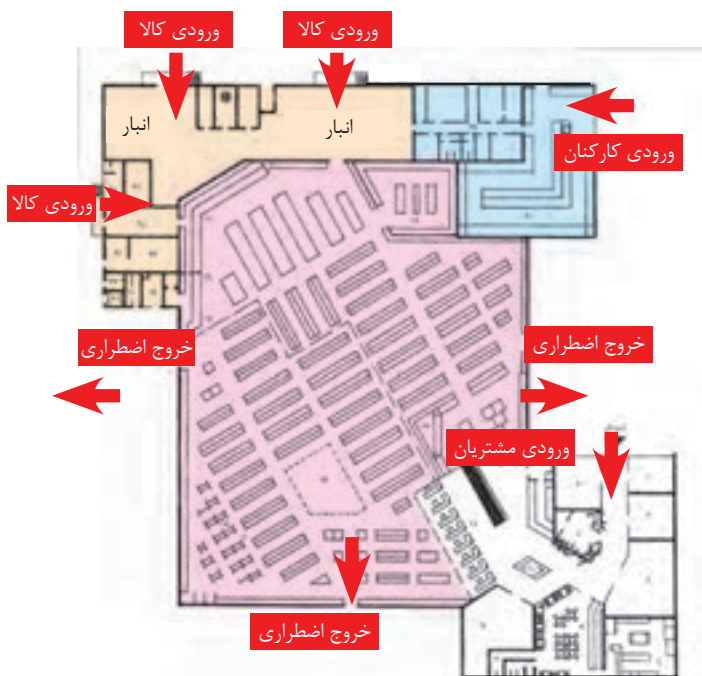 ورودی کالا
ورودی کالا
انبار
انبار
ورودی کارکنان
ورودی کالا
خروج اضطراری
خروج اضطراری
ورودی مشتریان
خروج اضطراری